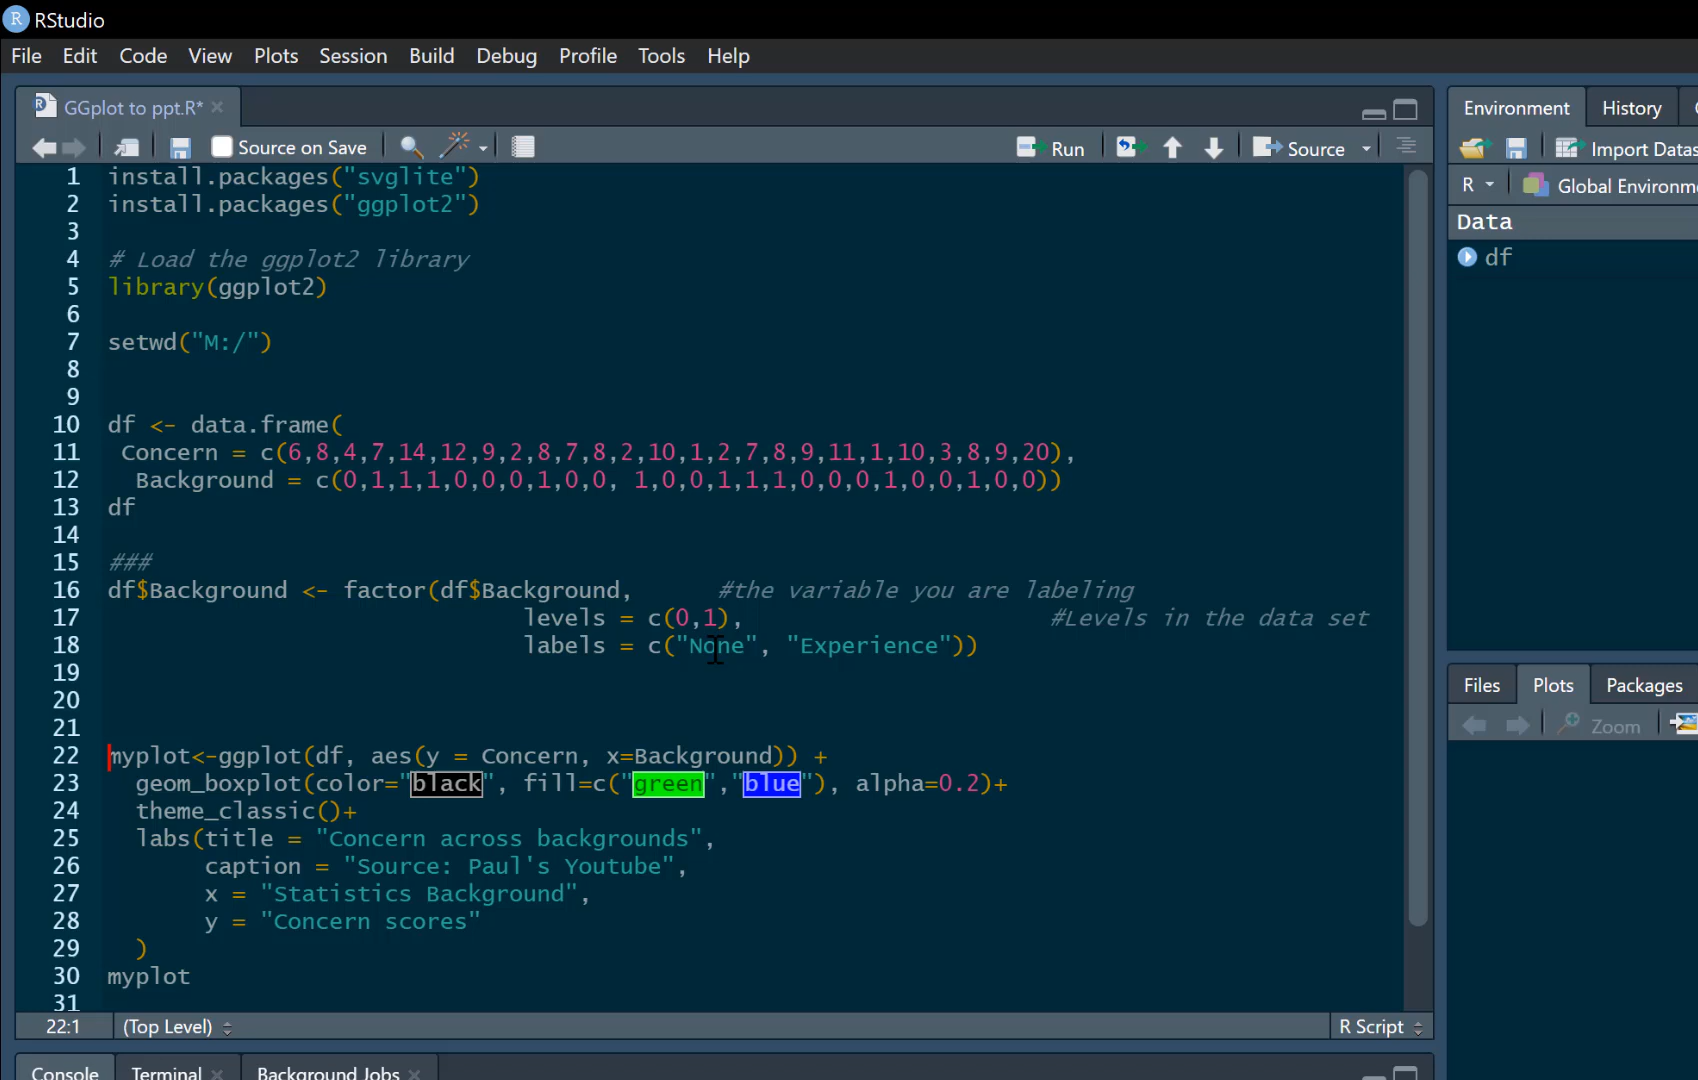 RStudio
File Edit Code View Plots Session Build Debug Profile Tools Help
GGplot to ppt.R*
Source on Save
Run
Source
1 install.packages("svglite")
2 install.packages("ggplot2")
3
4 # Load the ggplot2 library
5 library(ggplot2)
6
7 setwd("M:/")
8
9
10 df <- data.frame(
11 Concern = c(6,8,4,7,14,12,9,2,8,7,8,2,10,1,2,7,8,9,11,1,10,3,8,9,20),
12 Background = c(0,1,1,1,0,0,0,1,0,0, 1,0,0,1,1,1,0,0,0,1,0,0,1,0,0))
13 df
14
15 ###
16 df$Background <- factor(df$Background, #the variable you are labeling
17 levels = c(0,1), #Levels in the data set
18 labels = c("None", "Experience"))
19
20
21
22 myplot<-ggplot(df, aes(y = Concern, x=Background)) +
23 geom_boxplot(color="black", fill=c("green","blue"), alpha=0.2)+
24 theme_classic()+
25 labs(title = "Concern across backgrounds",
26 caption = "Source: Paul's Youtube",
27 x = "Statistics Background",
28 y = "Concern scores"
29 )
30 myplot
31
22:1 (Top Level) R Script
Console Terminal Background Jobs
Environment History
Import Datas
R Global Environm
Data
df
Files Plots Packages
Zoom